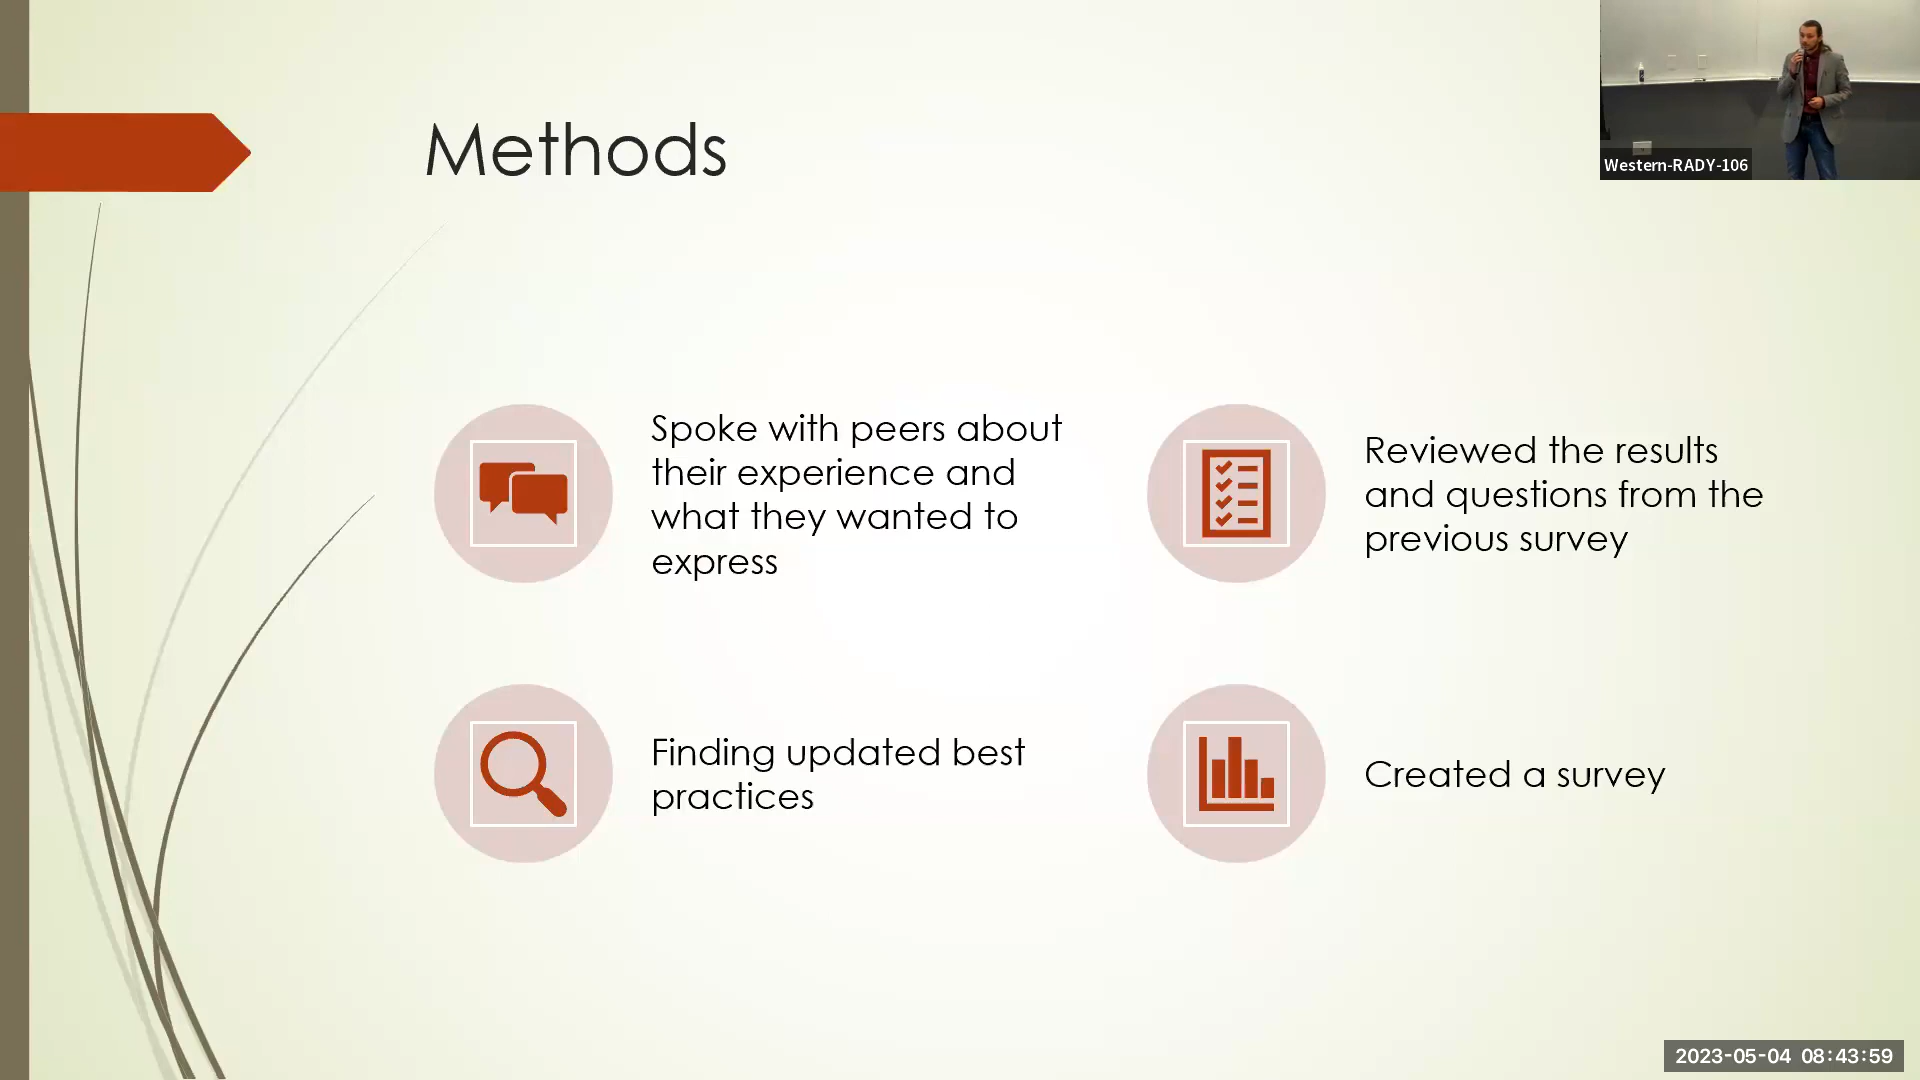 Methods
Western-RADY-106
Spoke with peers about
their experience and
what they wanted to
express
Reviewed the results
and questions from the
previous survey
Finding updated best
practices
Created a survey
2023-05-04 08:43:59